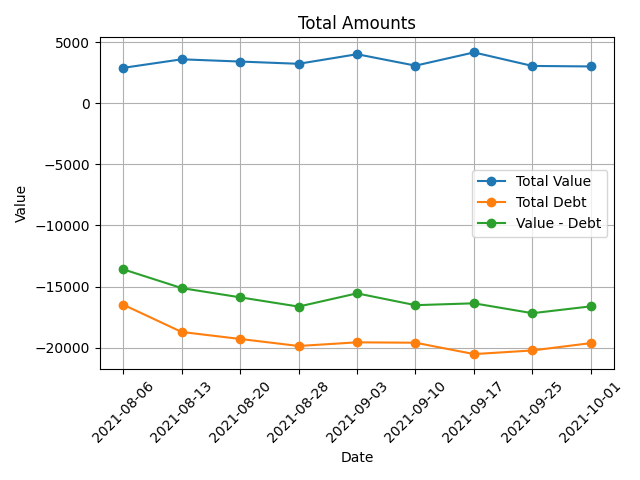 Total Amounts
Value
5000
0
−5000
−10000
−15000
−20000
Total Value
Total Debt
Value - Debt
2021-08-06
2021-08-13
2021-08-20
2021-08-28
2021-09-03
2021-09-10
2021-09-17
2021-09-25
2021-10-01
Date